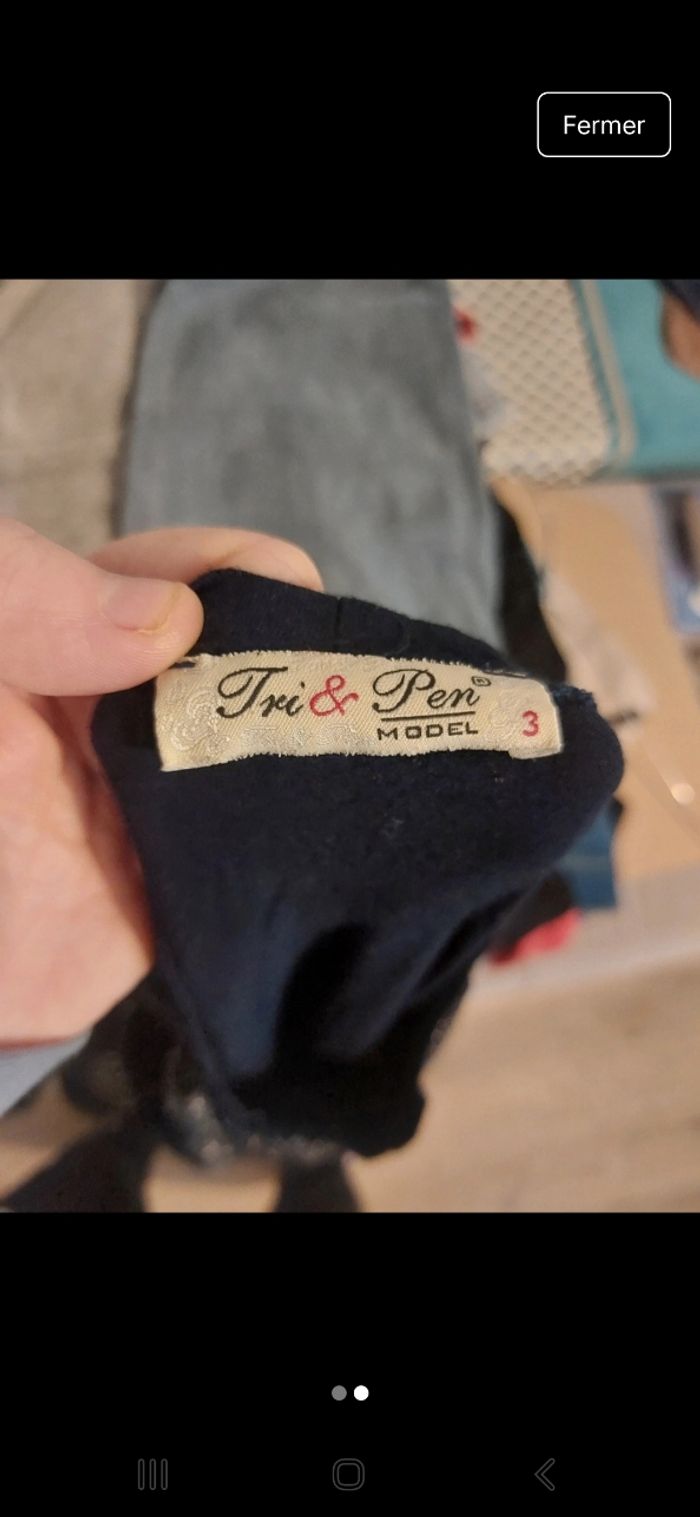 Fermer
Tri & Pen®
MODEL
3